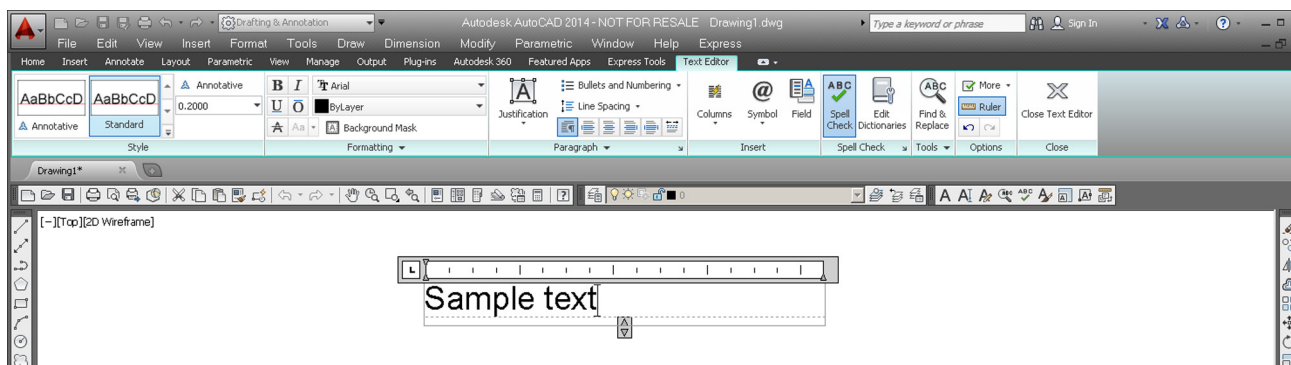 Drafting & Annotation Autodesk AutoCAD 2014 - NOT FOR RESALE Drawing1.dwg Type a keyword or phrase Sign In
File Edit View Insert Format Tools Draw Dimension Modify Parametric Window Help Express
Home Insert Annotate Layout Parametric View Manage Output Plug-ins Autodesk 360 Featured Apps Express Tools Text Editor
AaBbCcD AaBbCcD Annotative B I Arial Bullets and Numbering @ ABC ABC More
0.2000 U O ByLayer Justification Line Spacing Columns Symbol Field Spell Check Edit Dictionaries Find & Replace Ruler Close Text Editor
Annotative Standard A Aa Background Mask
Style Formatting Paragraph Insert Spell Check Tools Options Close
Drawing1*
0
[-][Top][2D Wireframe]
L
Sample text